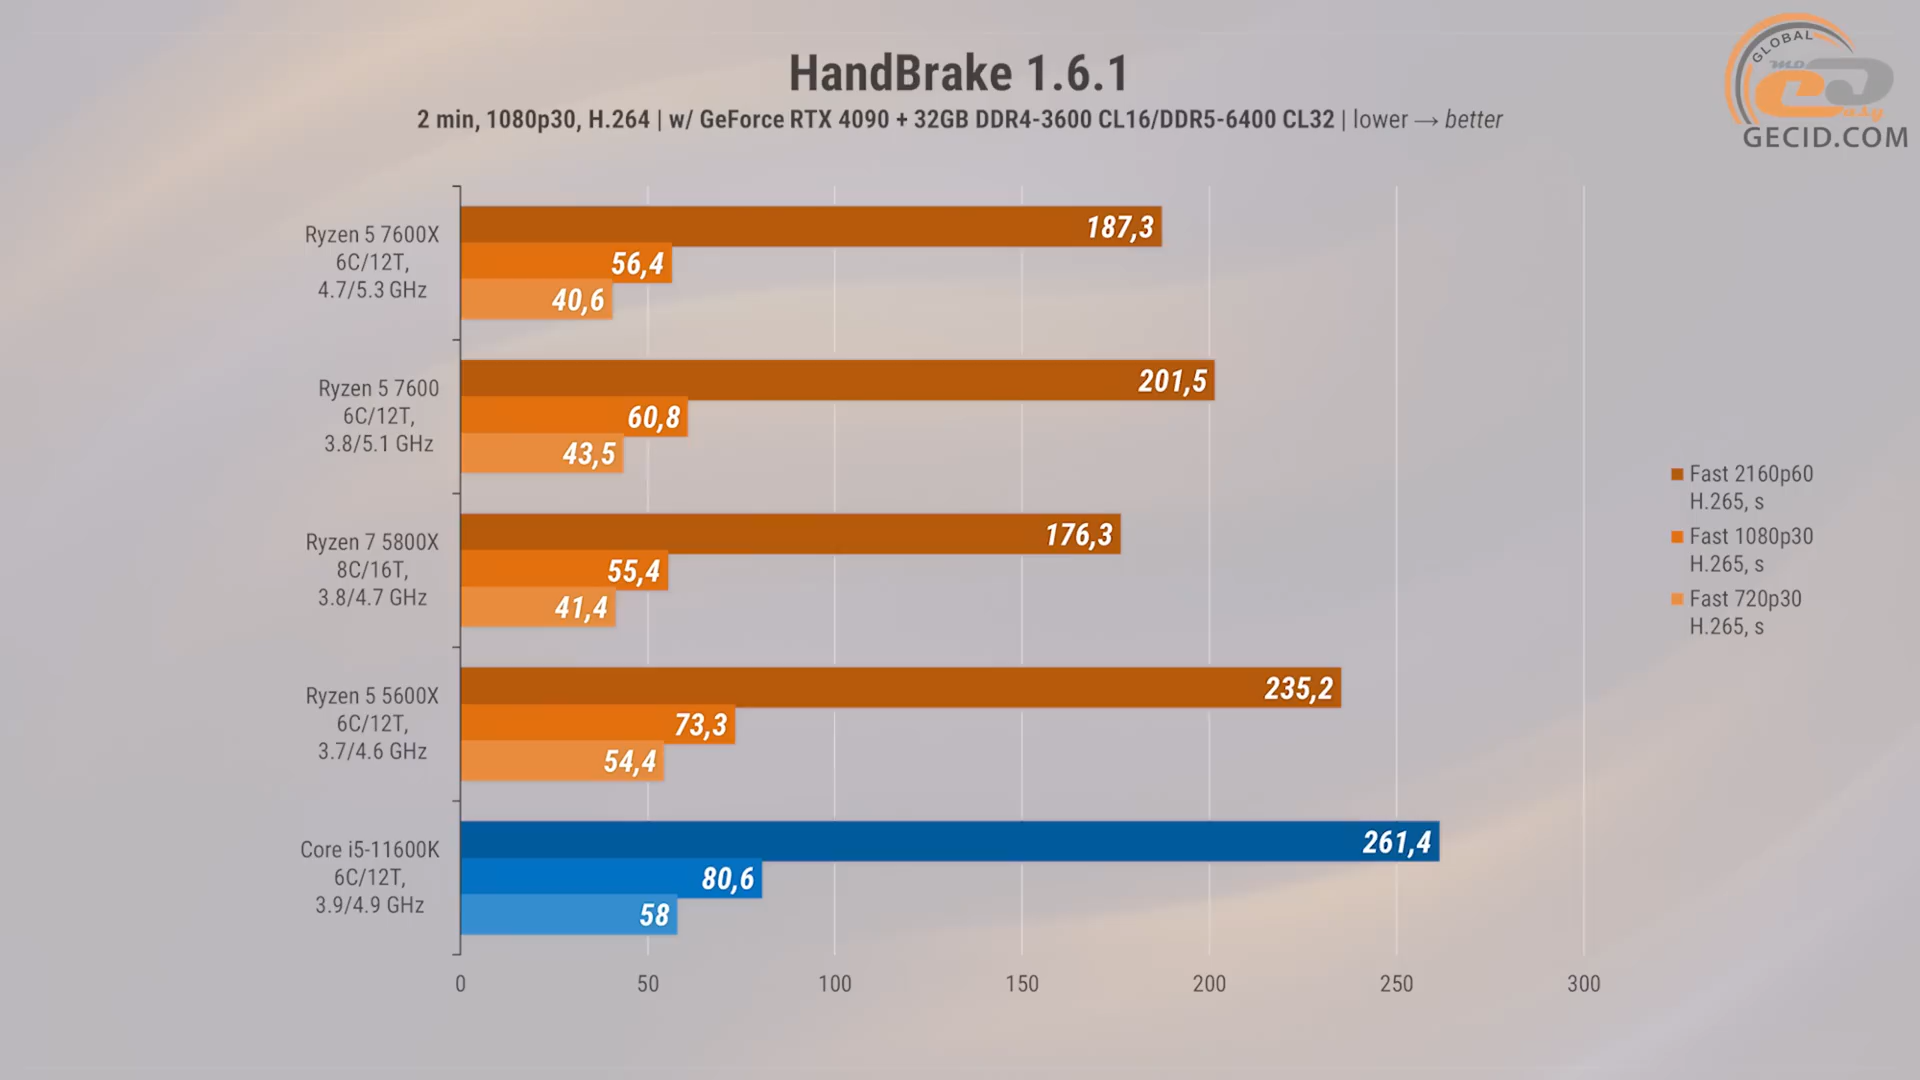 HandBrake 1.6.1
2 min, 1080p30, H.264 | w/ GeForce RTX 4090 + 32GB DDR4-3600 CL16/DDR5-6400 CL32 | lower → better
GLOBAL
mo
easy
GECID.COM
Ryzen 5 7600X
6C/12T,
4.7/5.3 GHz
187,3
56,4
40,6
Ryzen 5 7600
6C/12T,
3.8/5.1 GHz
201,5
60,8
43,5
Ryzen 7 5800X
8C/16T,
3.8/4.7 GHz
176,3
55,4
41,4
Ryzen 5 5600X
6C/12T,
3.7/4.6 GHz
235,2
73,3
54,4
Core i5-11600K
6C/12T,
3.9/4.9 GHz
261,4
80,6
58
0 50 100 150 200 250 300
Fast 2160p60
H.265, s
Fast 1080p30
H.265, s
Fast 720p30
H.265, s